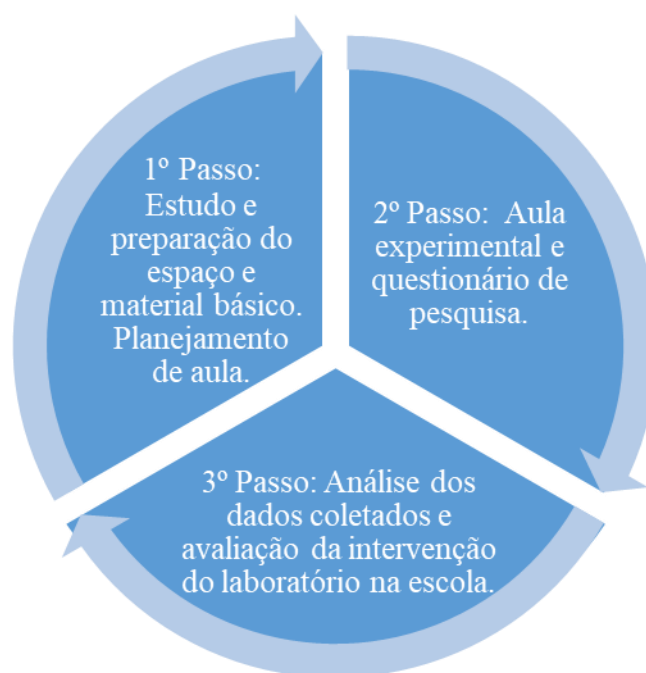 1º Passo:
Estudo e
preparação do
espaço e
material básico.
Planejamento
de aula.
2º Passo: Aula
experimental e
questionário de
pesquisa.
3º Passo: Análise dos
dados coletados e
avaliação da intervenção
do laboratório na escola.